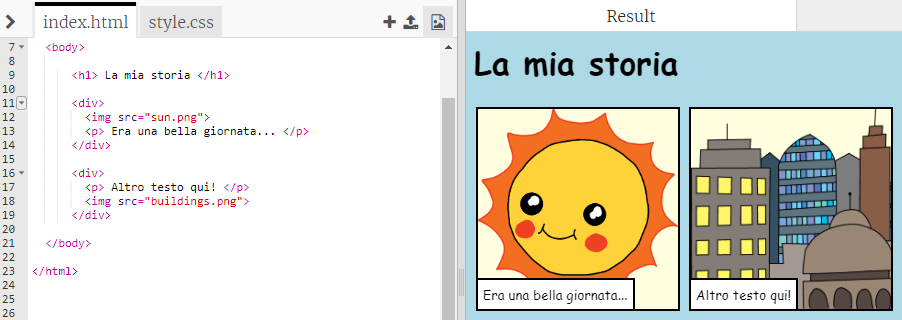 index.html
style.css
7 <body>
8
9 <h1> La mia storia </h1>
10
11 <div>
12 <img src="sun.png">
13 <p> Era una bella giornata... </p>
14 </div>
15
16 <div>
17 <p> Altro testo qui! </p>
18 <img src="buildings.png">
19 </div>
20
21 </body>
22
23 </html>
24
25
26
Result
La mia storia
Era una bella giornata...
Altro testo qui!